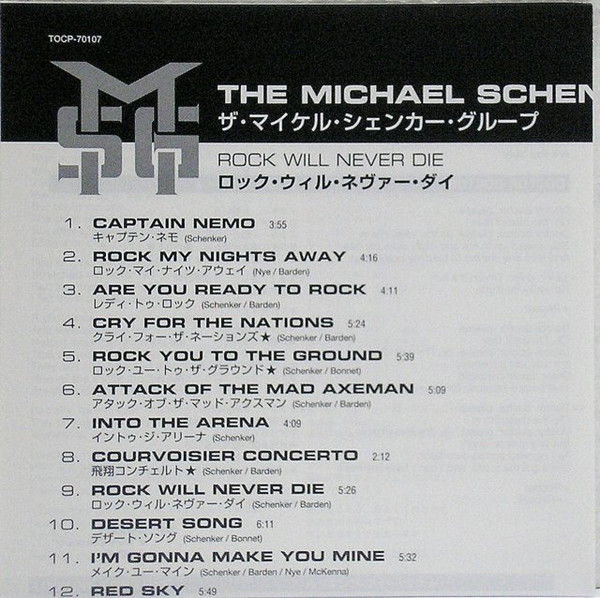 TOCP-70107
MSG
THE MICHAEL SCHEN
ザ・マイケル・シェンカー・グループ
ROCK WILL NEVER DIE
ロック・ウィル・ネヴァー・ダイ
1. CAPTAIN NEMO 3:55
キャプテン・ネモ (Schenker)
2. ROCK MY NIGHTS AWAY 4:16
ロック・マイ・ナイツ・アウェイ (Nye / Barden)
3. ARE YOU READY TO ROCK 4:11
レディ・トゥ・ロック (Schenker / Barden)
4. CRY FOR THE NATIONS 5:24
クライ・フォー・ザ・ネーションズ★ (Schenker / Barden)
5. ROCK YOU TO THE GROUND 5:39
ロック・ユー・トゥ・ザ・グラウンド★ (Schenker / Bonnet)
6. ATTACK OF THE MAD AXEMAN 5:09
アタック・オブ・ザ・マッド・アクスマン (Schenker / Barden)
7. INTO THE ARENA 4:09
イントゥ・ジ・アリーナ (Schenker)
8. COURVOISIER CONCERTO 2:12
飛翔コンチェルト★ (Schenker / Barden)
9. ROCK WILL NEVER DIE 5:26
ロック・ウィル・ネヴァー・ダイ (Schenker / Barden)
10. DESERT SONG 6:11
デザート・ソング (Schenker / Bonnet)
11. I'M GONNA MAKE YOU MINE 5:32
メイク・ユー・マイン (Schenker / Barden / Nye / McKenna)
12. RED SKY 5:49